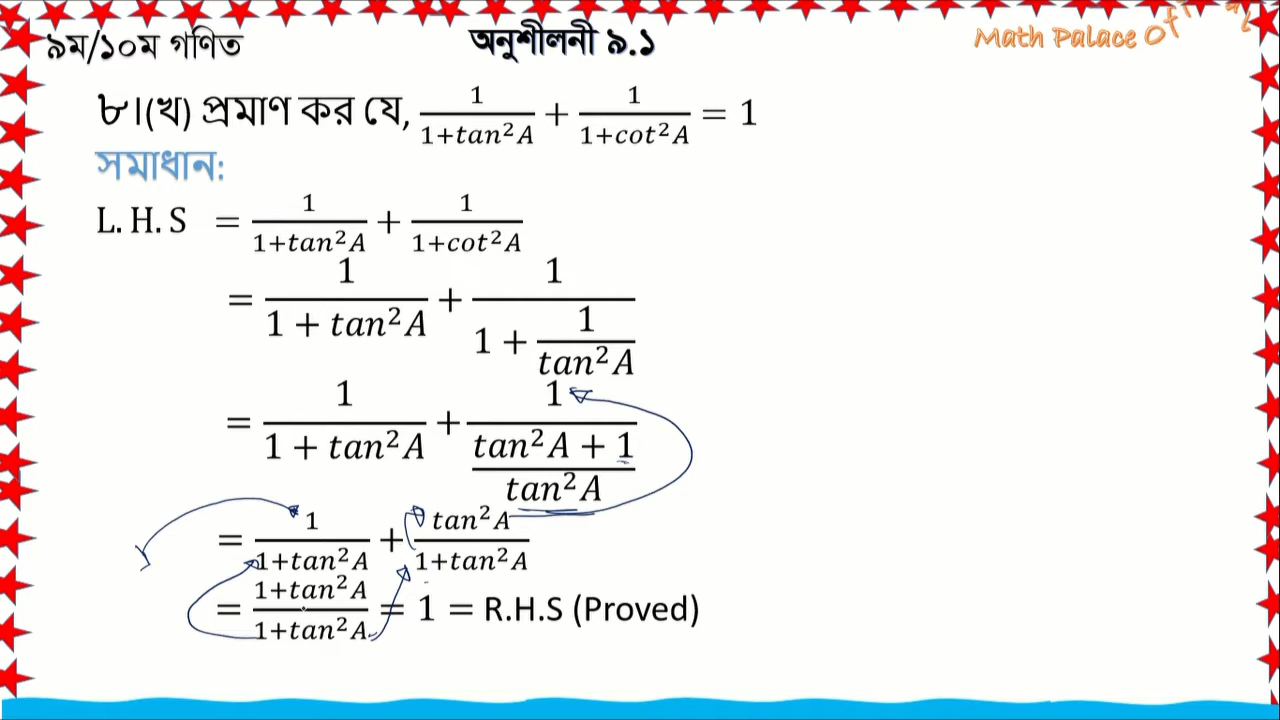 ৯ম/১০ম গণিত
অনুশীলনী ৯.১
Math Palace Of
৮।(খ) প্রমাণ কর যে, 1/(1+tan²A) + 1/(1+cot²A) = 1
সমাধান:
L.H.S = 1/(1+tan²A) + 1/(1+cot²A)
= 1/(1 + tan²A) + 1/(1 + 1/tan²A)
= 1/(1 + tan²A) + 1/((tan²A + 1)/tan²A)
= 1/(1+tan²A) + tan²A/(1+tan²A)
= (1+tan²A)/(1+tan²A) = 1 = R.H.S (Proved)